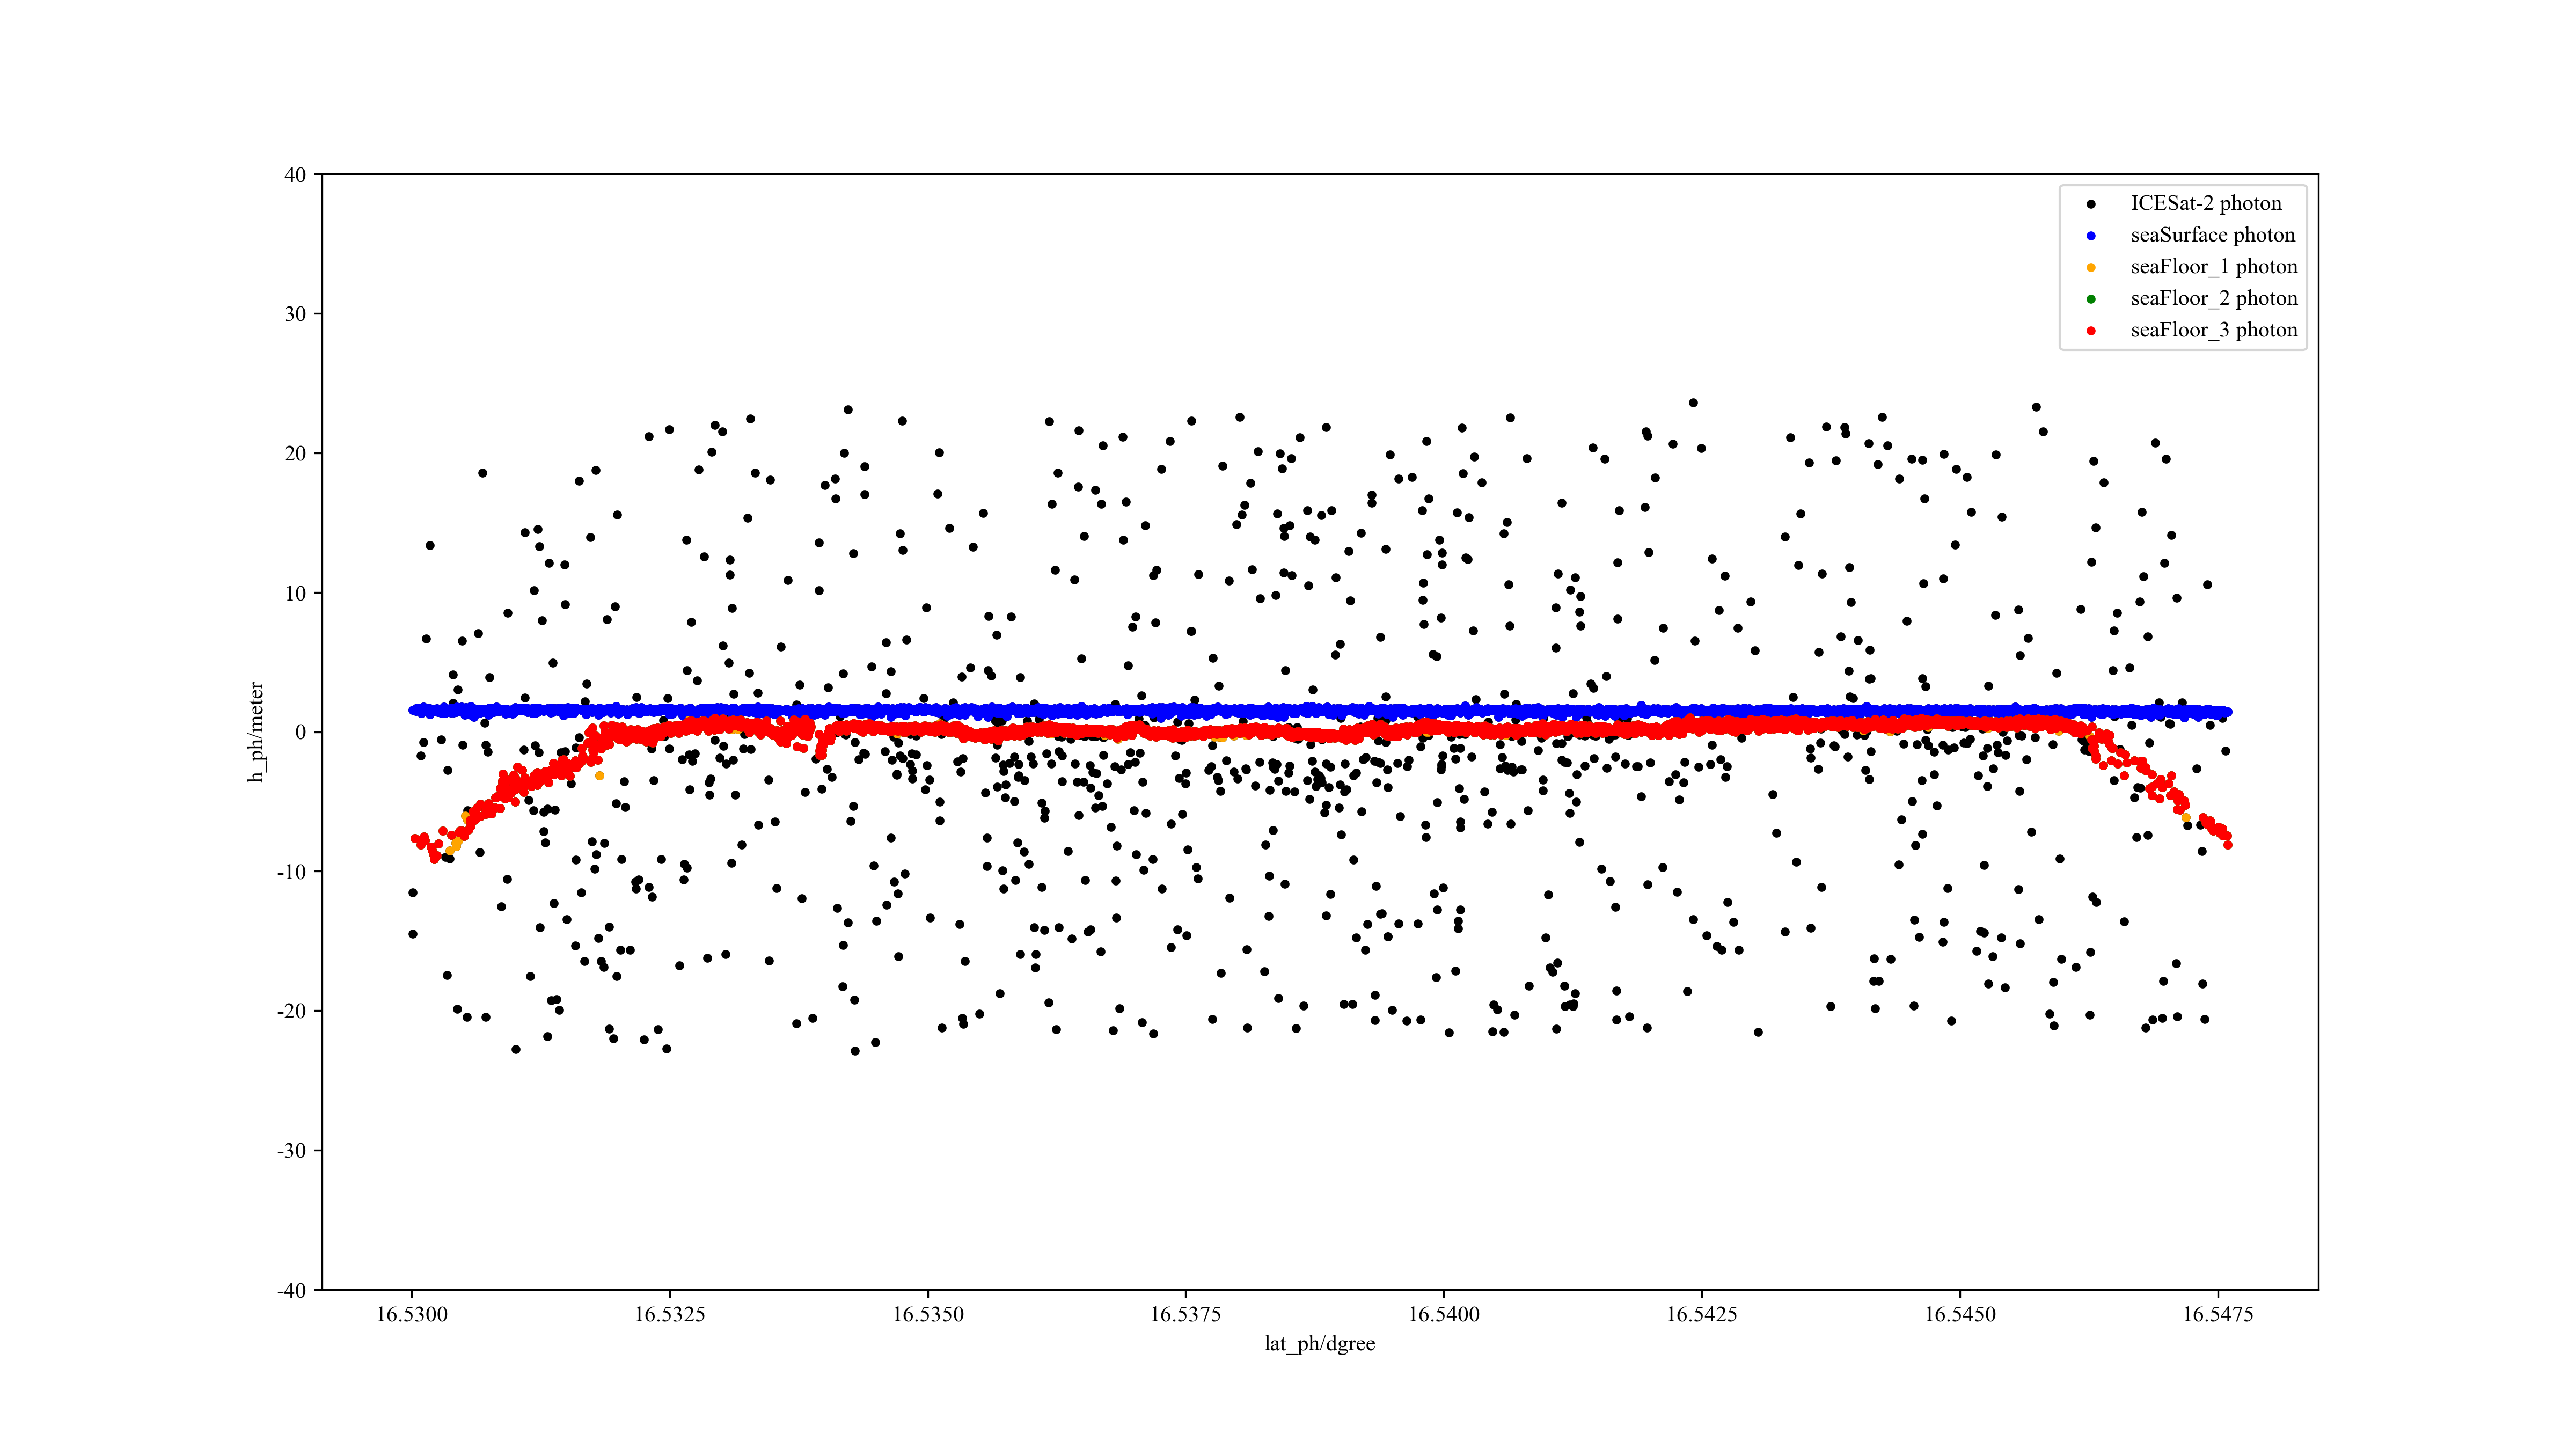 40
30
20
10
0
-10
-20
-30
-40
h_ph/meter
ICESat-2 photon
seaSurface photon
seaFloor_1 photon
seaFloor_2 photon
seaFloor_3 photon
16.5300 16.5325 16.5350 16.5375 16.5400 16.5425 16.5450 16.5475
lat_ph/dgree